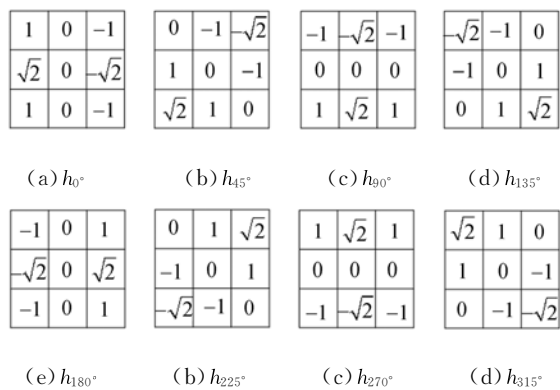 1 0 -1 0 -1 -√2 -1 -√2 -1 -√2 -1 0
√2 0 -√2 1 0 -1 0 0 0 -1 0 1
1 0 -1 √2 1 0 1 √2 1 0 1 √2
(a) h0° (b) h45° (c) h90° (d) h135°
-1 0 1 0 1 √2 1 √2 1 √2 1 0
-√2 0 √2 -1 0 1 0 0 0 1 0 -1
-1 0 1 -√2 -1 0 -1 -√2 -1 0 -1 -√2
(e) h180° (b) h225° (c) h270° (d) h315°